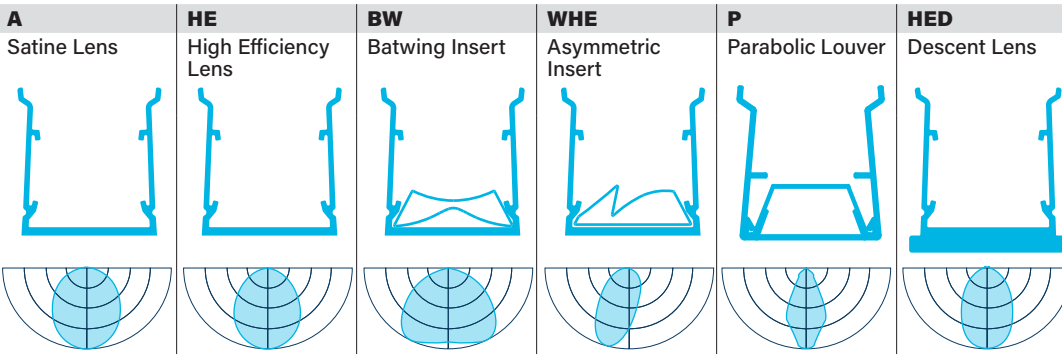 A
Satine Lens
HE
High Efficiency
Lens
BW
Batwing Insert
WHE
Asymmetric
Insert
P
Parabolic Louver
HED
Descent Lens